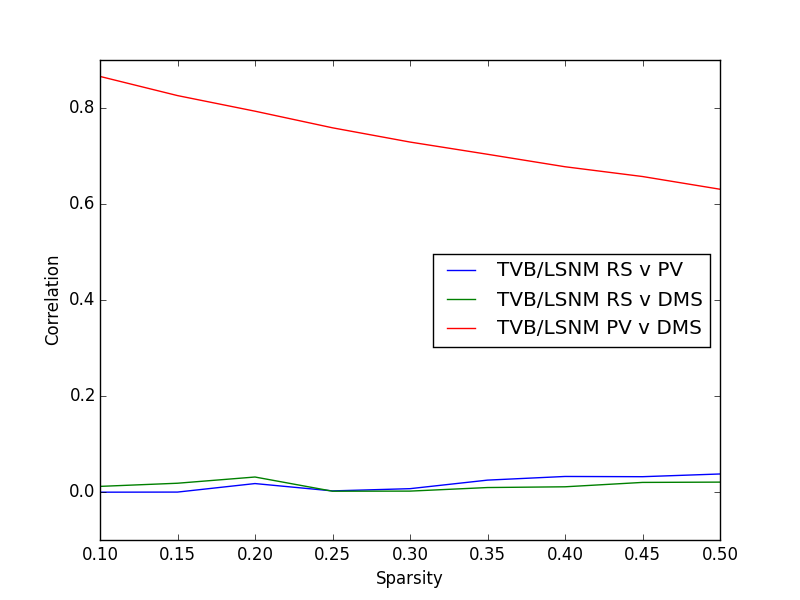 0.8
0.6
0.4
0.2
0.0
Correlation
TVB/LSNM RS v PV
TVB/LSNM RS v DMS
TVB/LSNM PV v DMS
0.10 0.15 0.20 0.25 0.30 0.35 0.40 0.45 0.50
Sparsity